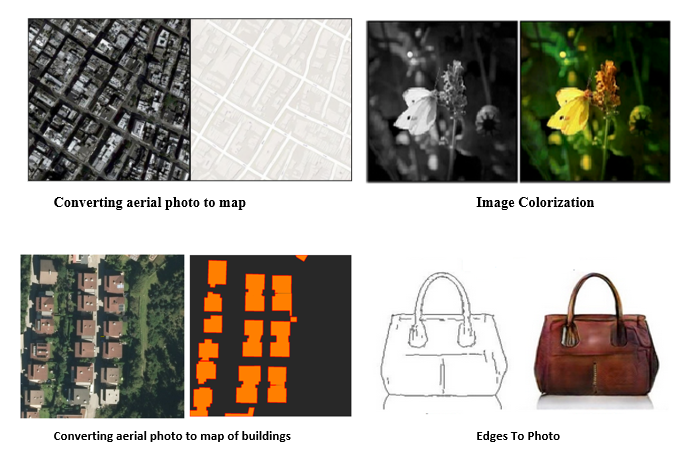 Converting aerial photo to map
Image Colorization
Converting aerial photo to map of buildings
Edges To Photo